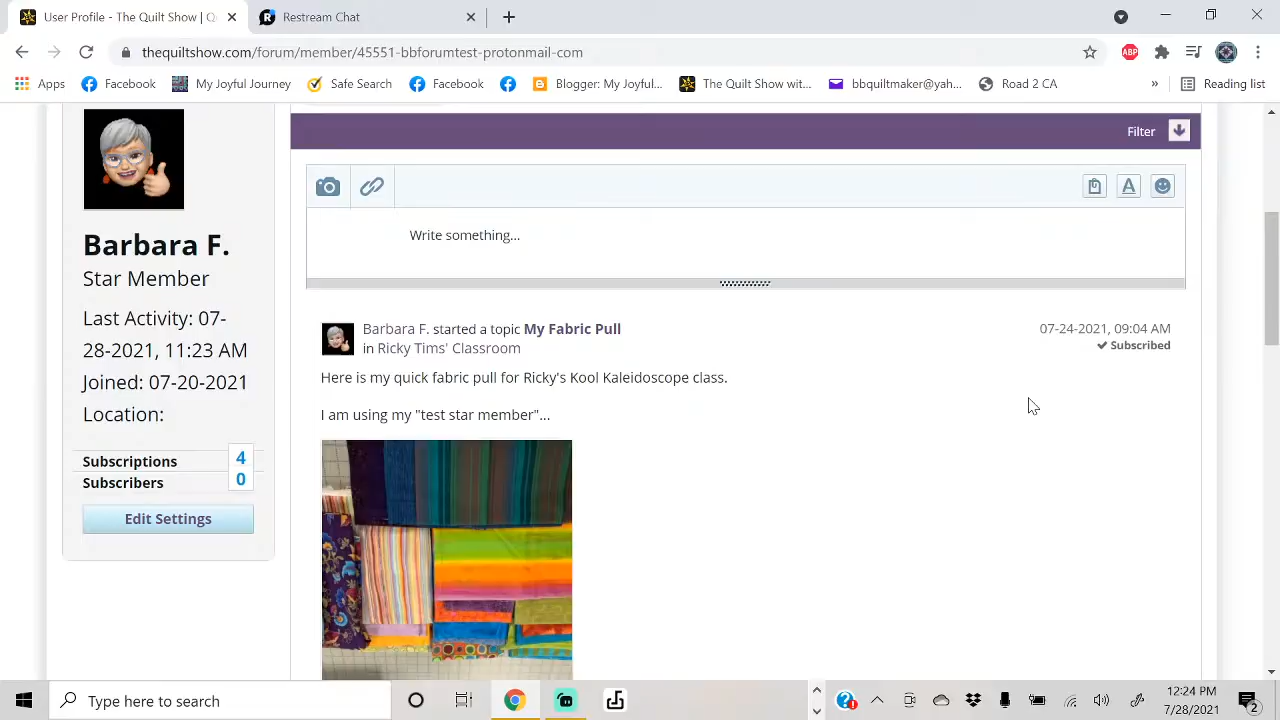 User Profile - The Quilt Show - Q
Restream Chat
thequiltshow.com/forum/member/45551-bbforumtest-protonmail-com
ABP
Apps
Facebook
My Joyful Journey
Safe Search
Facebook
Blogger: My Joyful...
The Quilt Show wit...
bbquiltmaker@yah...
Road 2 CA
»
Reading list
Filter
Write something...
Barbara F.
Star Member
Last Activity: 07-
28-2021, 11:23 AM
Joined: 07-20-2021
Location:
Subscriptions 4
Subscribers 0
Edit Settings
Barbara F. started a topic My Fabric Pull
in Ricky Tims' Classroom
07-24-2021, 09:04 AM
Subscribed
Here is my quick fabric pull for Ricky's Kool Kaleidoscope class.
I am using my "test star member"...
Type here to search
12:24 PM
7/28/2021
2